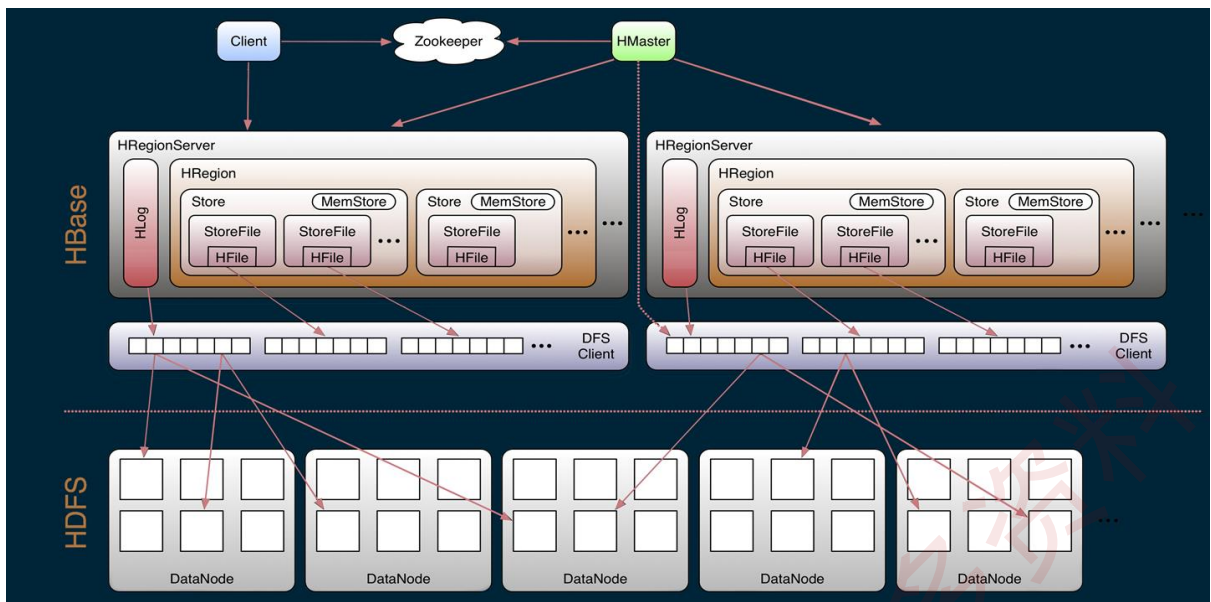 Client
Zookeeper
HMaster
HBase
HRegionServer
HLog
HRegion
Store
MemStore
StoreFile
HFile
StoreFile
HFile
...
Store
MemStore
StoreFile
HFile
...
...
HRegionServer
HLog
HRegion
Store
MemStore
StoreFile
HFile
StoreFile
HFile
...
Store
MemStore
StoreFile
HFile
...
...
...
...
DFS
Client
...
DFS
Client
HDFS
DataNode
DataNode
DataNode
DataNode
DataNode
...
资料